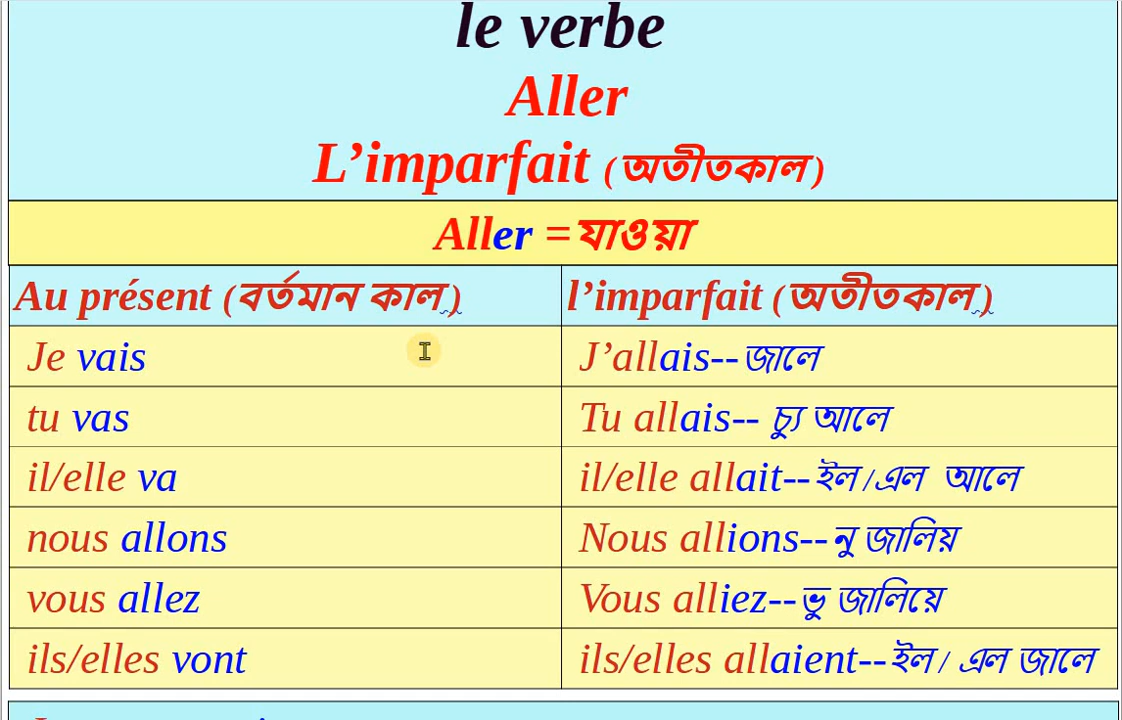 le verbe
Aller
L’imparfait (অতীতকাল)
Aller =যাওয়া
Au présent (বর্তমান কাল)
l’imparfait (অতীতকাল)
Je vais
J’allais--জালে
tu vas
Tu allais-- চ্যু আলে
il/elle va
il/elle allait--ইল/এল আলে
nous allons
Nous allions--নু জালিয়
vous allez
Vous alliez--ভু জালিয়ে
ils/elles vont
ils/elles allaient--ইল/ এল জালে